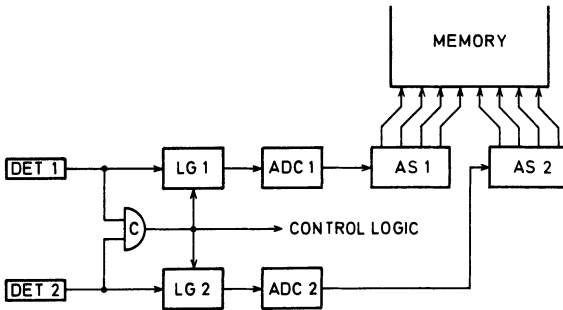 MEMORY
DET 1
LG 1
ADC 1
AS 1
AS 2
C
CONTROL LOGIC
DET 2
LG 2
ADC 2